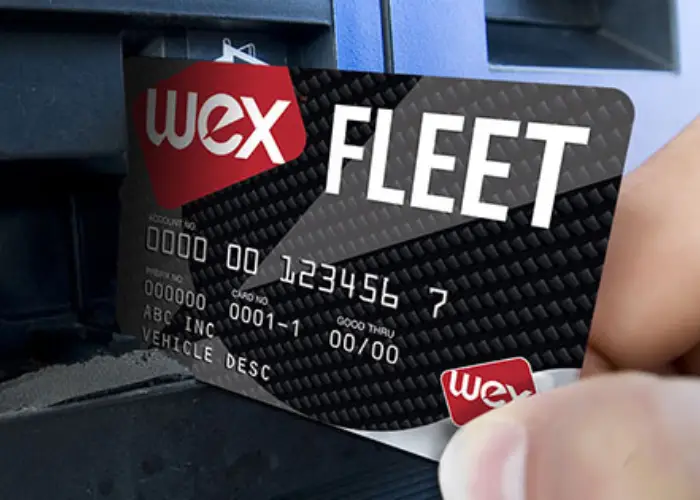 wex FLEET
ACCOUNT NO.
0000 00 123456 7
PREFIX NO.
000000
CARD NO.
0001-1
GOOD THRU
00/00
ABC INC
VEHICLE DESC
wex